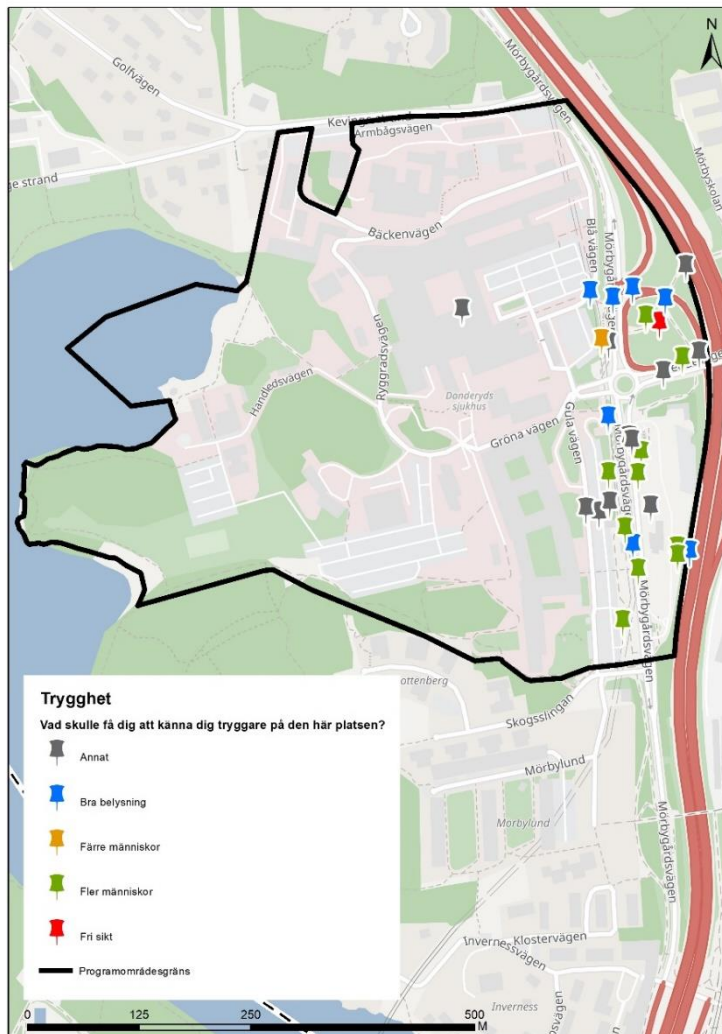 N
Golfvägen
Mörbygårdsvägen
Armbågsvägen
Mörbyskolan
Bäckenvägen
Blå vägen
Ryggradsvägen
Handledsvägen
Danderyds
sjukhus
Gröna vägen
Gula vägen
Mörbygårdsvägen
Mörbygårdsvägen
Skogsslingan
Mörbylund
Mörbylund
Mörbygårdsvägen
Invernessvägen
Klostervägen
Inverness
Trygghet
Vad skulle få dig att känna dig tryggare på den här platsen?
Annat
Bra belysning
Färre människor
Fler människor
Fri sikt
Programområdesgräns
0 125 250 500
M